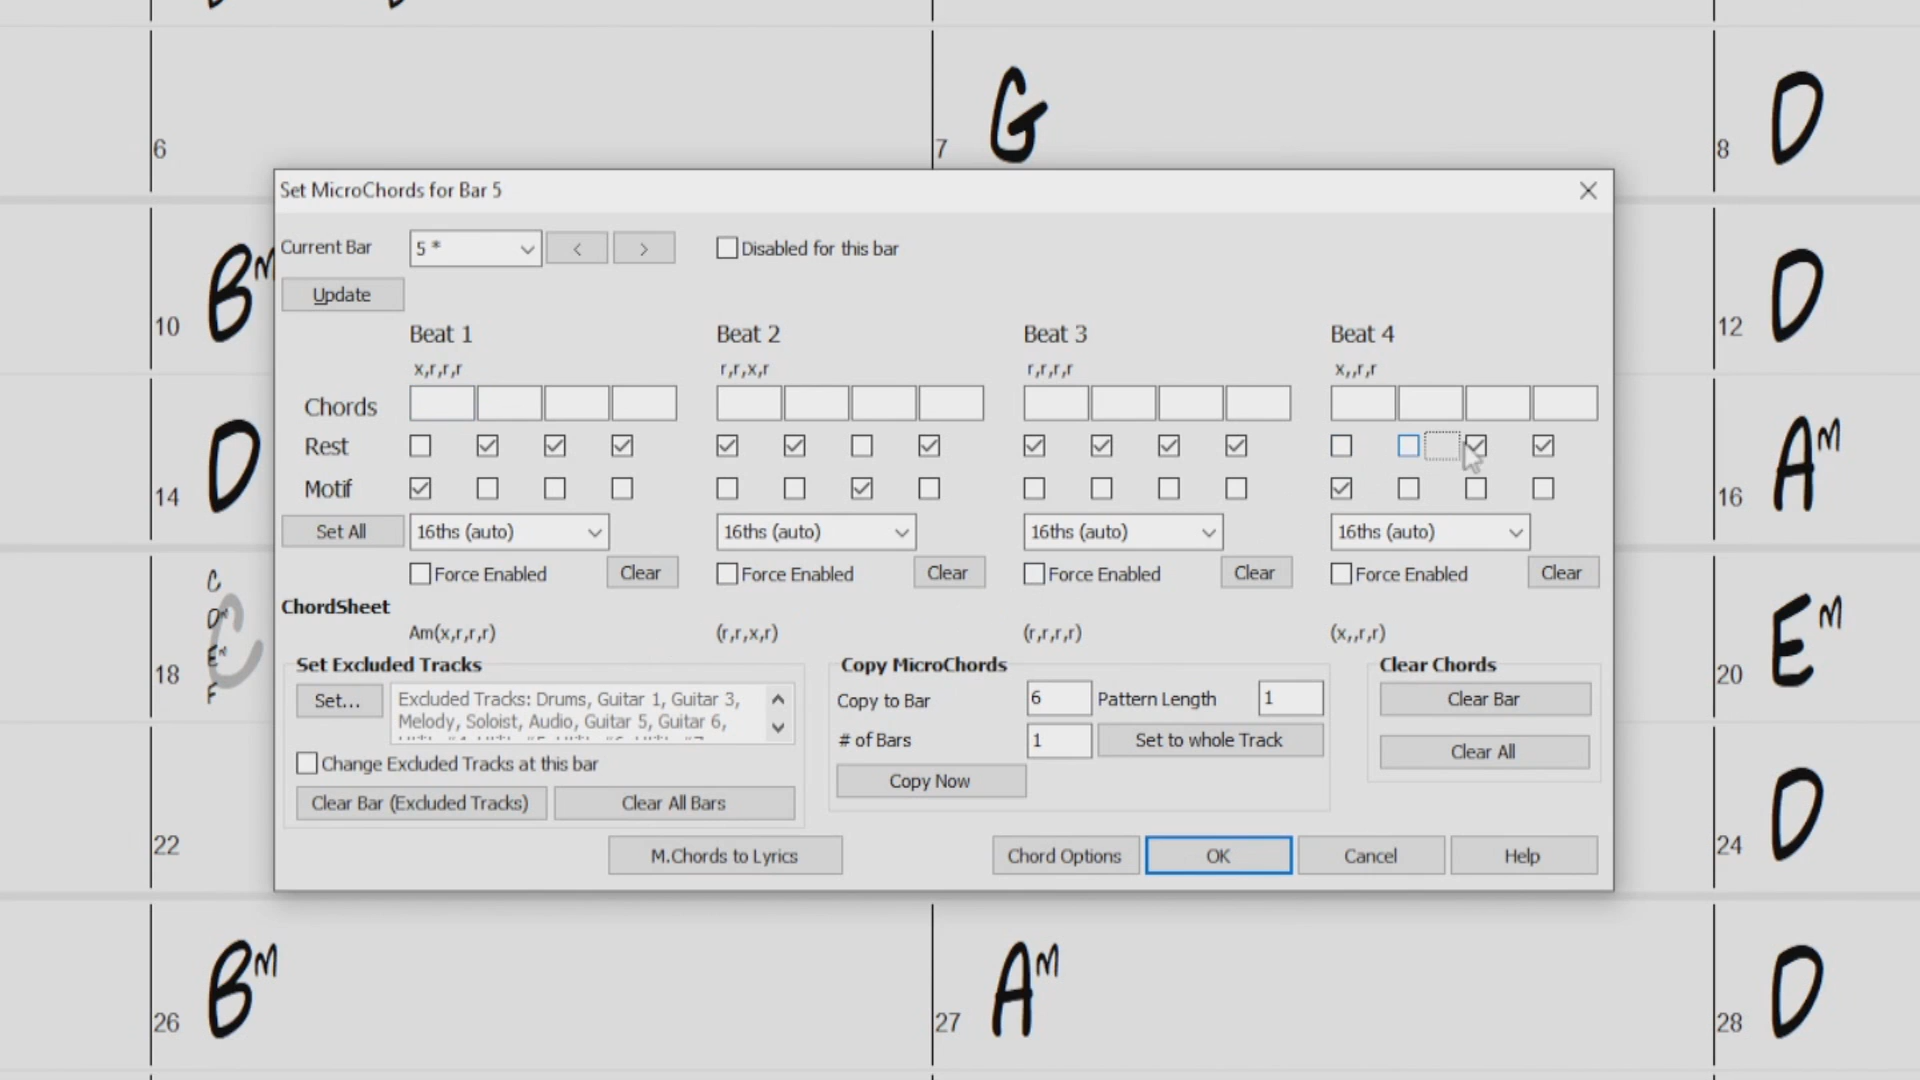 6
7 G
8 D
Set MicroChords for Bar 5
Current Bar 5 * < > Disabled for this bar
Update
10 Bm
12 D
Beat 1 Beat 2 Beat 3 Beat 4
x,r,r,r r,r,x,r r,r,r,r x,,r,r
Chords
Rest
Motif
14 D
16 Am
Set All 16ths (auto) 16ths (auto) 16ths (auto) 16ths (auto)
Force Enabled Clear Force Enabled Clear Force Enabled Clear Force Enabled Clear
ChordSheet
Am(x,r,r,r) (r,r,x,r) (r,r,r,r) (x,,r,r)
18 C
Dm
Em
F
C
20 Em
Set Excluded Tracks
Set...
Excluded Tracks: Drums, Guitar 1, Guitar 3,
Melody, Soloist, Audio, Guitar 5, Guitar 6,
Change Excluded Tracks at this bar
Clear Bar (Excluded Tracks) Clear All Bars
Copy MicroChords
Copy to Bar 6 Pattern Length 1
# of Bars 1 Set to whole Track
Copy Now
Clear Chords
Clear Bar
Clear All
M.Chords to Lyrics Chord Options OK Cancel Help
22
24 D
26 Bm
27 Am
28 D